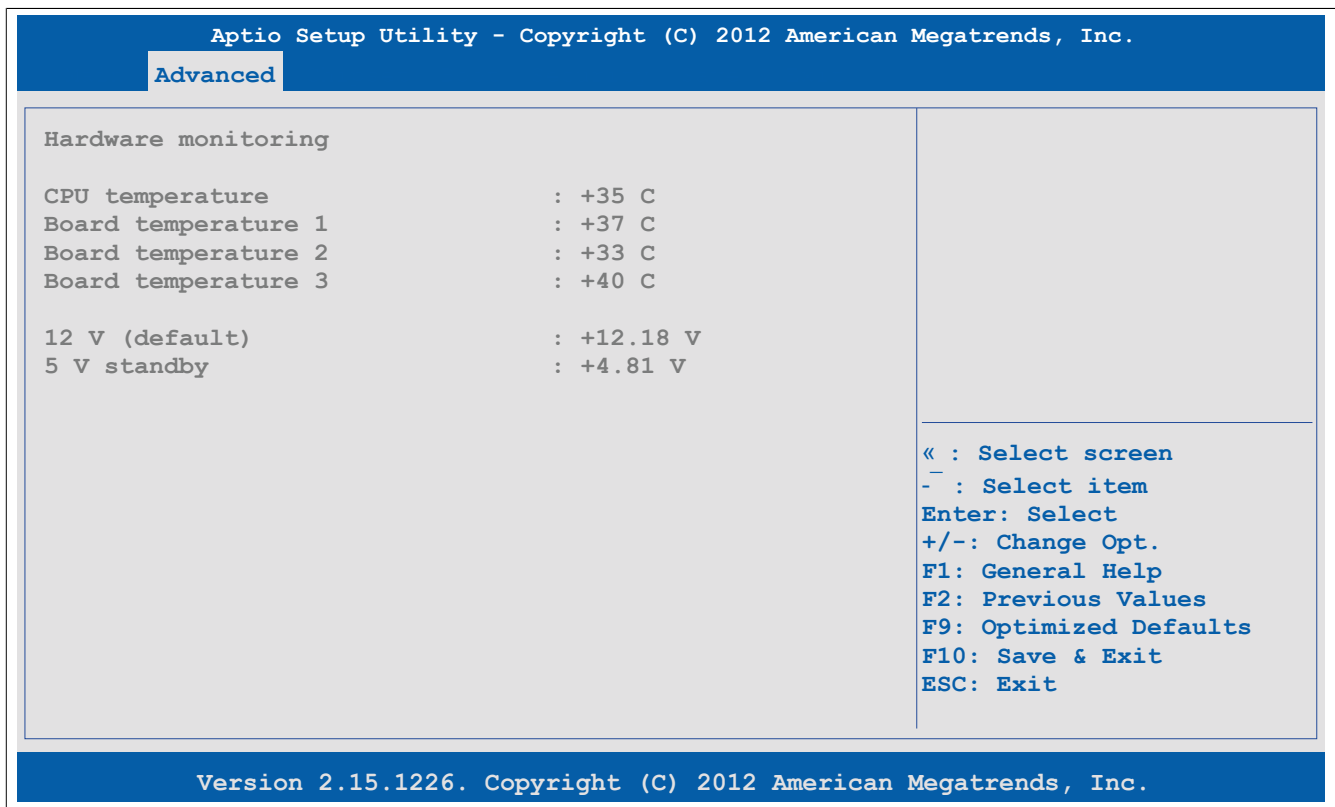 Aptio Setup Utility - Copyright (C) 2012 American Megatrends, Inc.
Advanced
Hardware monitoring
CPU temperature : +35 C
Board temperature 1 : +37 C
Board temperature 2 : +33 C
Board temperature 3 : +40 C
12 V (default) : +12.18 V
5 V standby : +4.81 V
« : Select screen
-¯ : Select item
Enter: Select
+/-: Change Opt.
F1: General Help
F2: Previous Values
F9: Optimized Defaults
F10: Save & Exit
ESC: Exit
Version 2.15.1226. Copyright (C) 2012 American Megatrends, Inc.